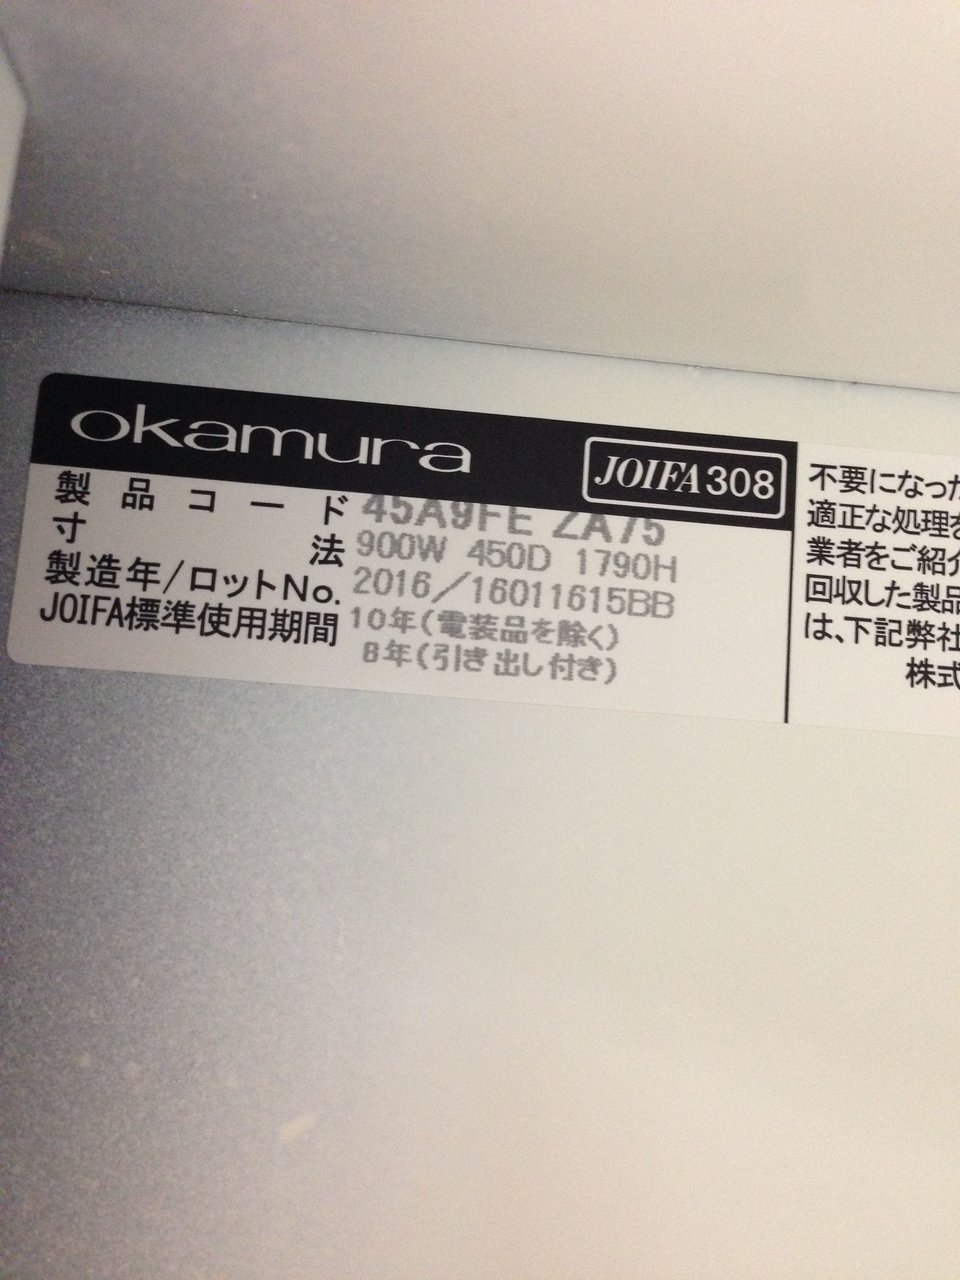 okamura JOIFA308
製品コード 45A9FE ZA75
寸法 900W 450D 1790H
製造年/ロットNo. 2016/16011615BB
JOIFA標準使用期間 10年(電装品を除く)
8年(引き出し付き)
不要になった
適正な処理を
業者をご紹介
回収した製品
は、下記弊社
株式